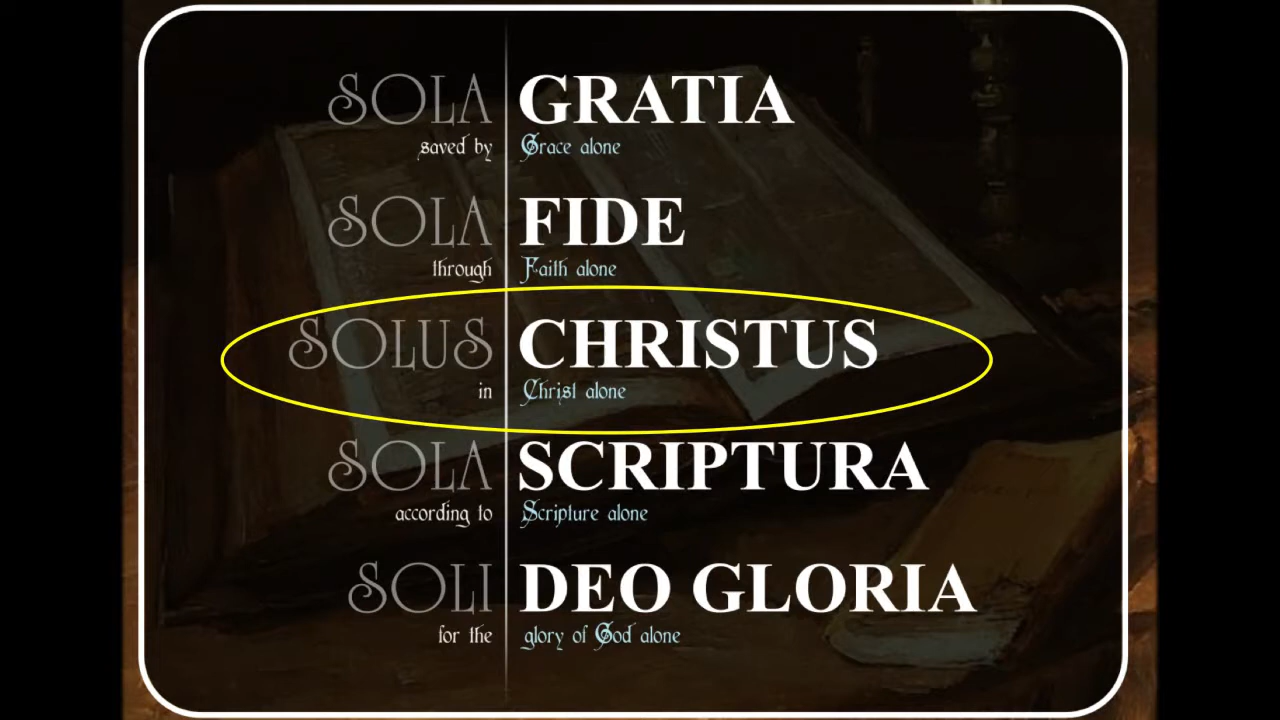 SOLA GRATIA
saved by Grace alone
SOLA FIDE
through Faith alone
SOLUS CHRISTUS
in Christ alone
SOLA SCRIPTURA
according to Scripture alone
SOLI DEO GLORIA
for the glory of God alone